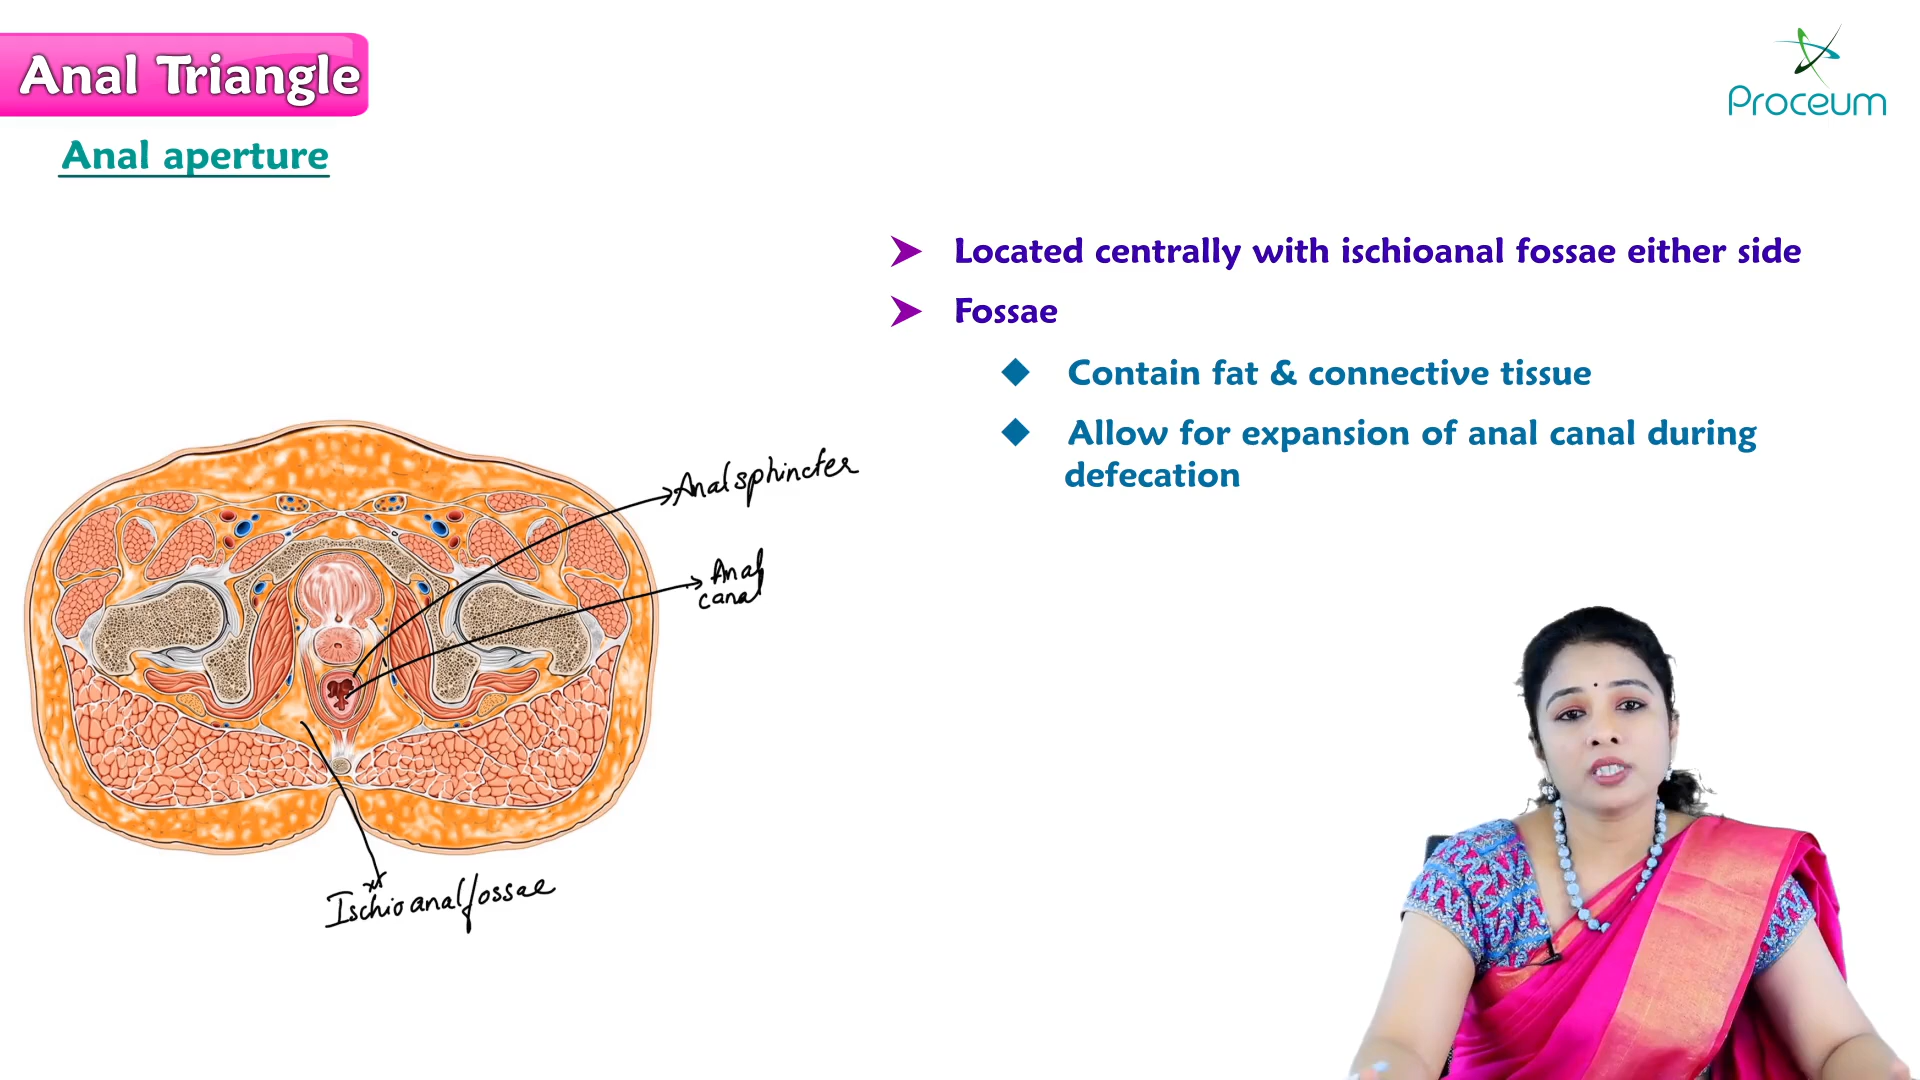 Anal Triangle
Proceum
Anal aperture
Located centrally with ischioanal fossae either side
Fossae
Contain fat & connective tissue
Allow for expansion of anal canal during
defecation
Anal sphincter
Anal
canal
Ischioanal fossae